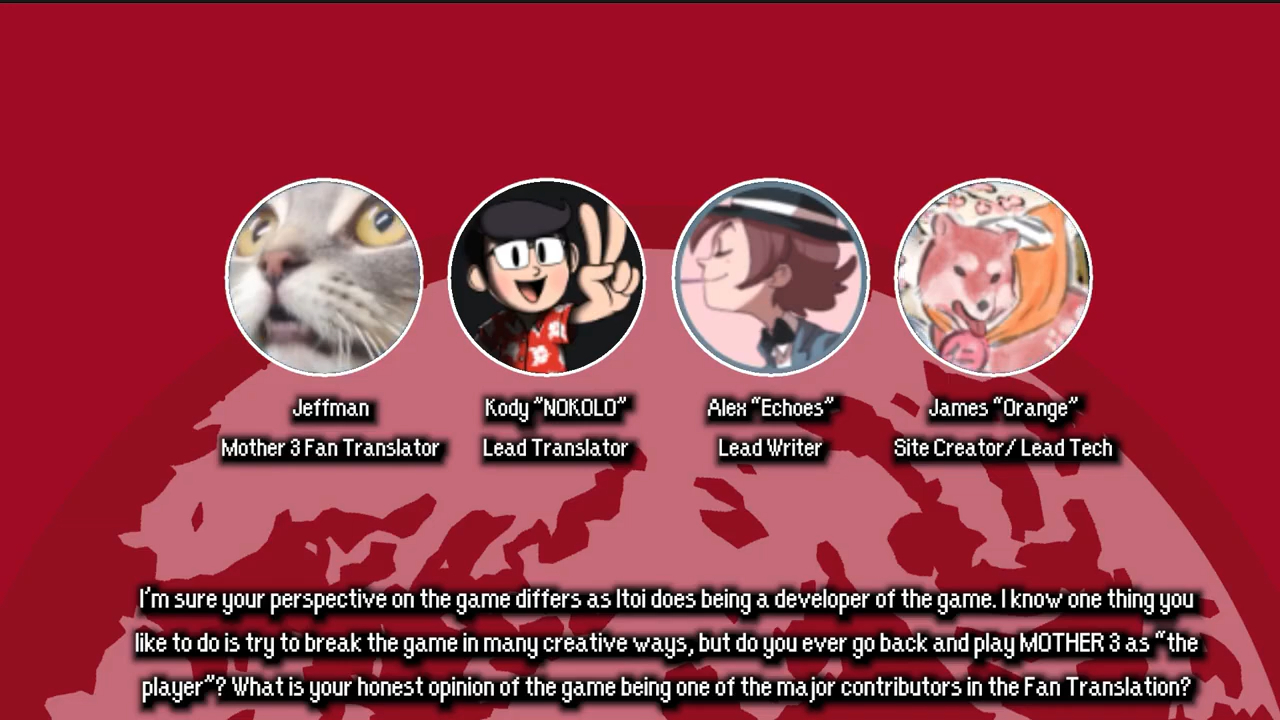 Jeffman
Mother 3 Fan Translator
Kody "NOKOLO"
Lead Translator
Alex "Echoes"
Lead Writer
James "Orange"
Site Creator/ Lead Tech
I'm sure your perspective on the game differs as Itoi does being a developer of the game. I know one thing you
like to do is try to break the game in many creative ways, but do you ever go back and play MOTHER 3 as "the
player"? What is your honest opinion of the game being one of the major contributors in the Fan Translation?